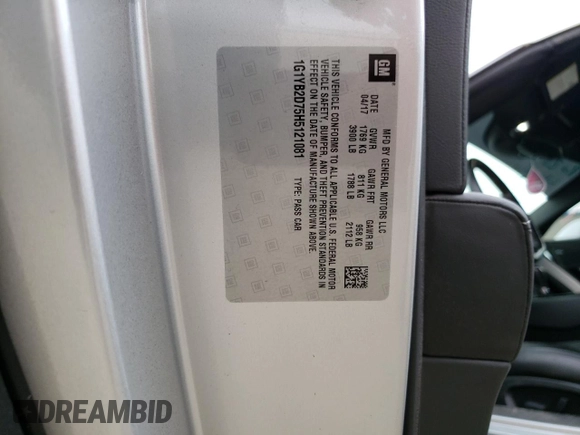 GM
MFD BY GENERAL MOTORS LLC
DATE GVWR GAWR FRT GAWR RR
04/17 1769 KG 811 KG 958 KG
3900 LB 1788 LB 2112 LB
THIS VEHICLE CONFORMS TO ALL APPLICABLE U.S. FEDERAL MOTOR
VEHICLE SAFETY, BUMPER, AND THEFT PREVENTION STANDARDS IN
EFFECT ON THE DATE OF MANUFACTURE SHOWN ABOVE.
1G1YB2D75H5121081 TYPE: PASS CAR
DREAMBID